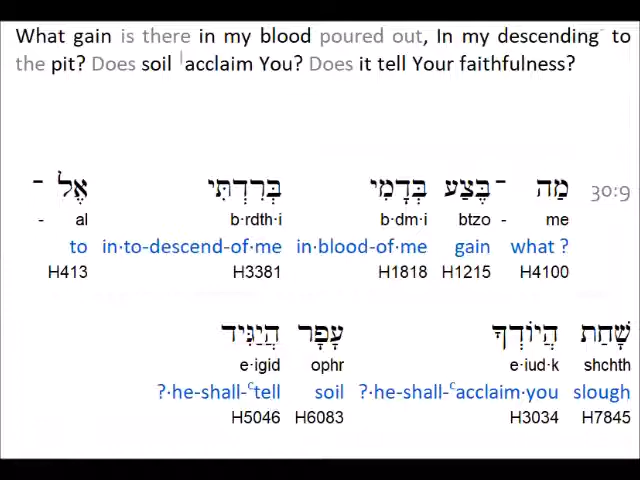 What gain is there in my blood poured out, In my descending to
the pit? Does soil ˡacclaim You? Does it tell Your faithfulness?
30:9 מַה ־ בֶּצַע בְּדָמִי בְּרִדְתִּי אֶל ־
- al b·rdth·i b·dm·i btzo - me
to in·to-descend-of·me in·blood-of·me gain what ?
H413 H3381 H1818 H1215 H4100
שָׁחַת הֲיוֹדְךָ עָפָר הֲיַגִּיד
e·igid ophr e·iud·k shchth
?·he-shall-ᶜtell soil ?·he-shall-ᶜacclaim·you slough
H5046 H6083 H3034 H7845